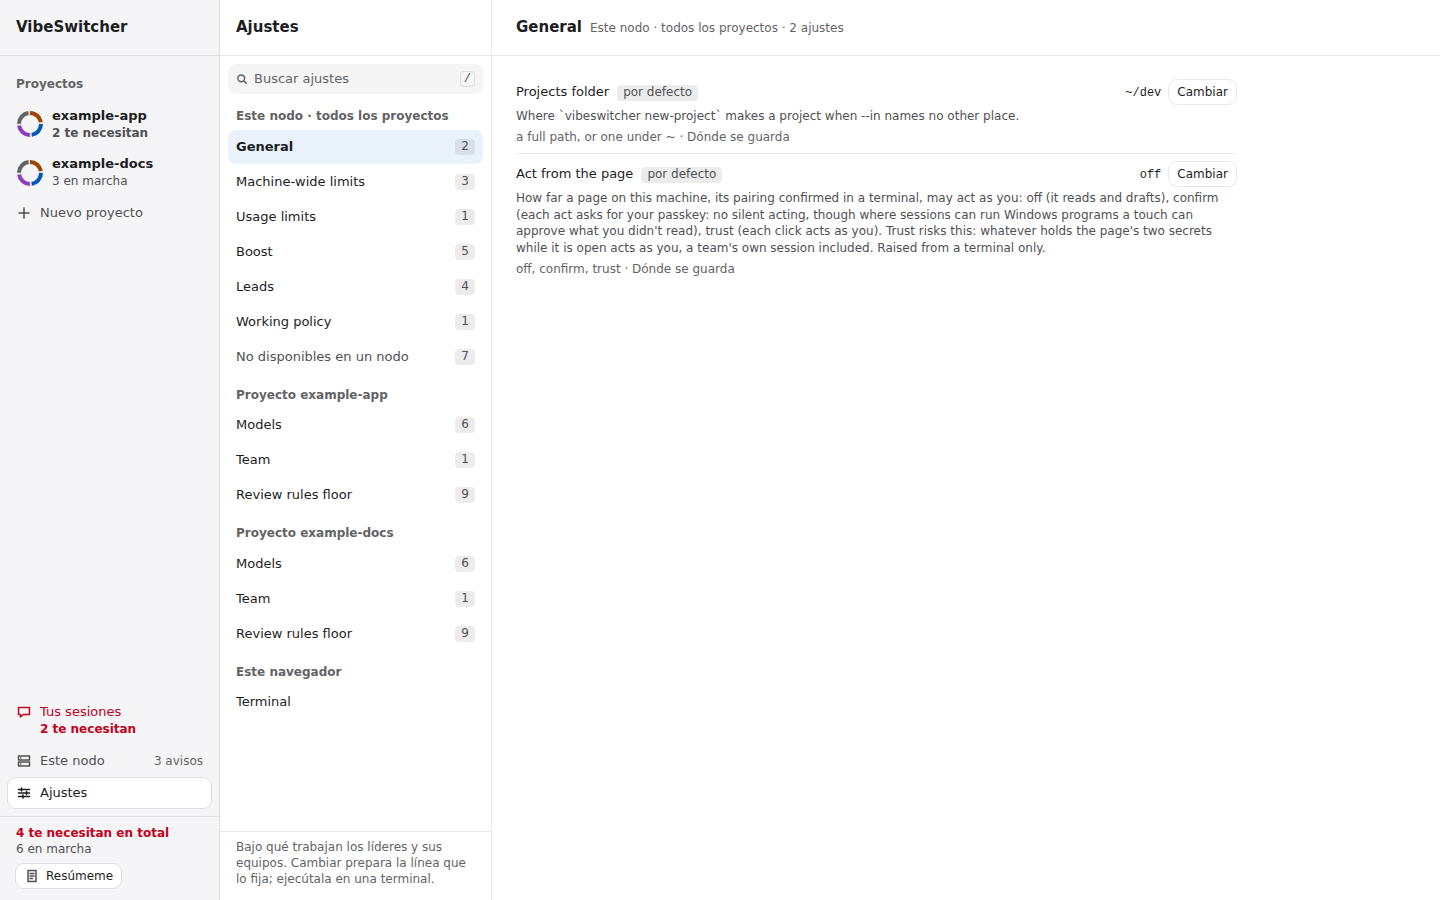 VibeSwitcher
Proyectos
example-app
2 te necesitan
example-docs
3 en marcha
Nuevo proyecto
Tus sesiones
2 te necesitan
Este nodo 3 avisos
Ajustes
4 te necesitan en total
6 en marcha
Resúmeme
Ajustes
Buscar ajustes /
Este nodo · todos los proyectos
General 2
Machine-wide limits 3
Usage limits 1
Boost 5
Leads 4
Working policy 1
No disponibles en un nodo 7
Proyecto example-app
Models 6
Team 1
Review rules floor 9
Proyecto example-docs
Models 6
Team 1
Review rules floor 9
Este navegador
Terminal
Bajo qué trabajan los líderes y sus
equipos. Cambiar prepara la línea que
lo fija; ejecútala en una terminal.
General Este nodo · todos los proyectos · 2 ajustes
Projects folder por defecto ~/dev Cambiar
Where `vibeswitcher new-project` makes a project when --in names no other place.
a full path, or one under ~ · Dónde se guarda
Act from the page por defecto off Cambiar
How far a page on this machine, its pairing confirmed in a terminal, may act as you: off (it reads and drafts), confirm
(each act asks for your passkey: no silent acting, though where sessions can run Windows programs a touch can
approve what you didn't read), trust (each click acts as you). Trust risks this: whatever holds the page's two secrets
while it is open acts as you, a team's own session included. Raised from a terminal only.
off, confirm, trust · Dónde se guarda